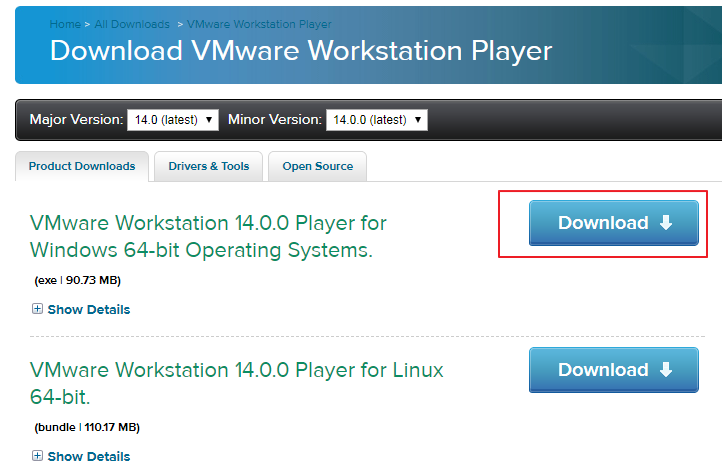 Home > All Downloads > VMware Workstation Player
Download VMware Workstation Player
Major Version: 14.0 (latest) Minor Version: 14.0.0 (latest)
Product Downloads Drivers & Tools Open Source
VMware Workstation 14.0.0 Player for
Windows 64-bit Operating Systems.
Download
(exe | 90.73 MB)
Show Details
VMware Workstation 14.0.0 Player for Linux
64-bit.
Download
(bundle | 110.17 MB)
Show Details